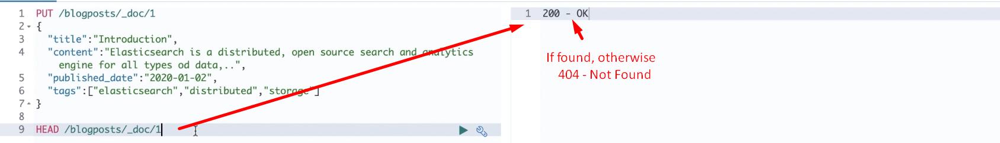 1 PUT /blogposts/_doc/1
2 {
3 "title":"Introduction",
4 "content":"Elasticsearch is a distributed, open source search and analytics
engine for all types od data,..",
5 "published_date":"2020-01-02",
6 "tags":["elasticsearch","distributed","storage"]
7 }
8
9 HEAD /blogposts/_doc/1
1 200 - OK
If found, otherwise
404 - Not Found